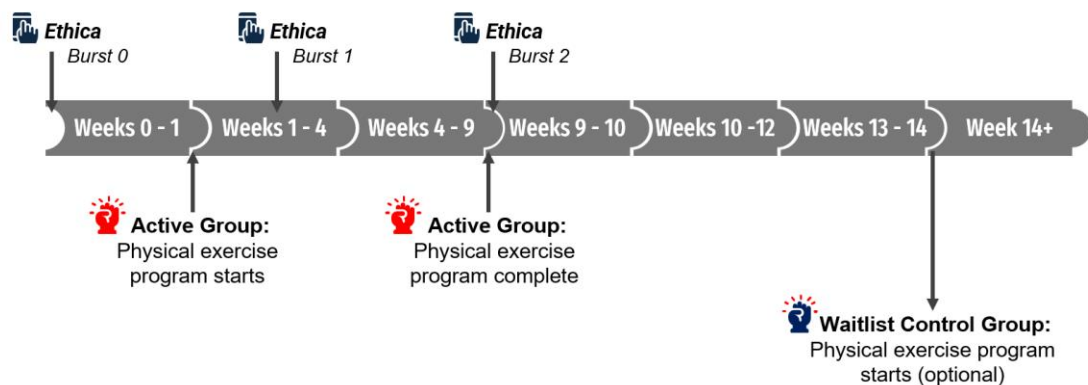 Ethica
Burst 0
Ethica
Burst 1
Ethica
Burst 2
Weeks 0 - 1
Weeks 1 - 4
Weeks 4 - 9
Weeks 9 - 10
Weeks 10 -12
Weeks 13 - 14
Week 14+
Active Group:
Physical exercise
program starts
Active Group:
Physical exercise
program complete
Waitlist Control Group:
Physical exercise program
starts (optional)